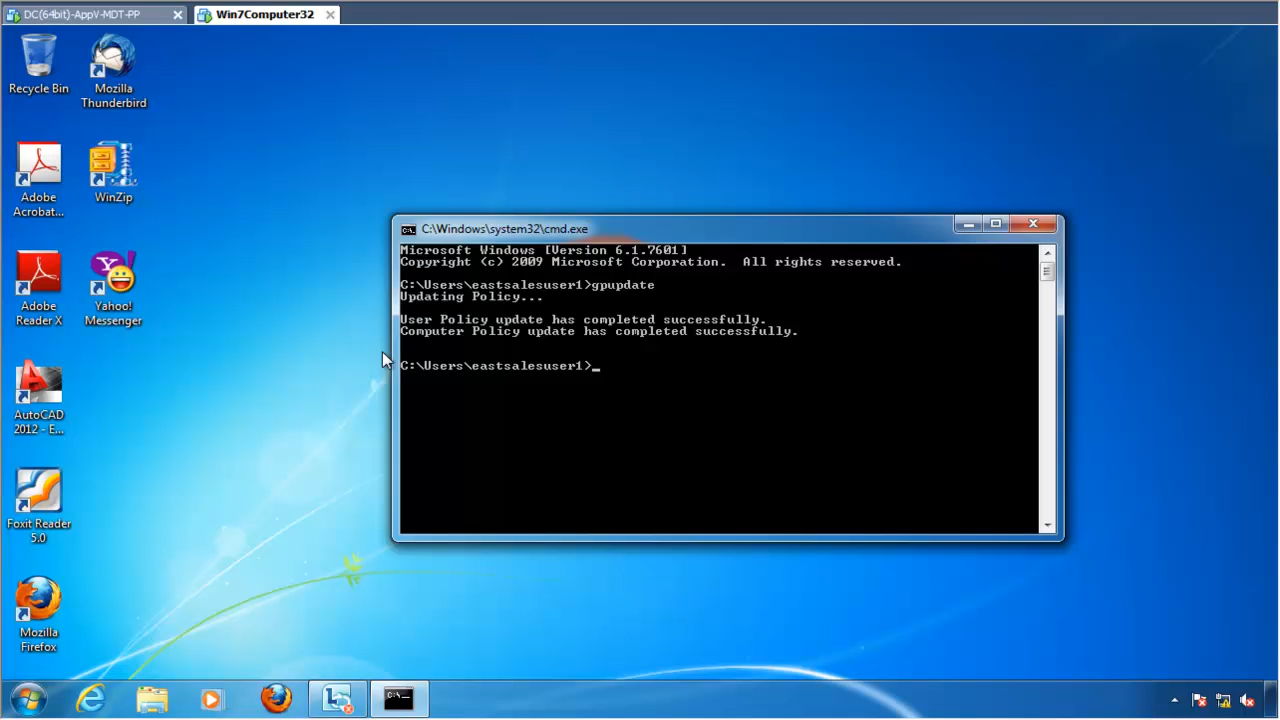 DC(64bit)-AppV-MDT-PP
Win7Computer32
Recycle Bin
Mozilla
Thunderbird
Adobe
Acrobat...
WinZip
Adobe
Reader X
Yahoo!
Messenger
AutoCAD
2012 - E...
Foxit Reader
5.0
Mozilla
Firefox
C:\Windows\system32\cmd.exe
Microsoft Windows [Version 6.1.7601]
Copyright (c) 2009 Microsoft Corporation.  All rights reserved.
C:\Users\eastsalesuser1>gpupdate
Updating Policy...
User Policy update has completed successfully.
Computer Policy update has completed successfully.
C:\Users\eastsalesuser1>_